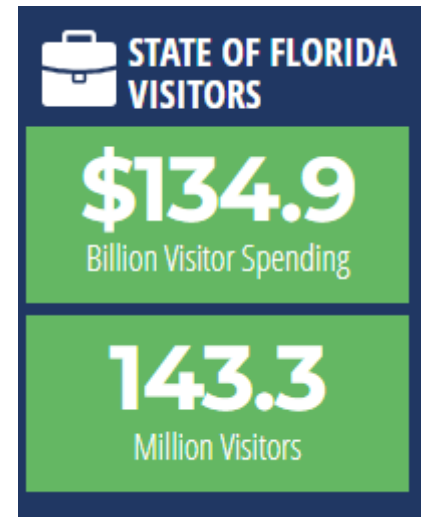 STATE OF FLORIDA
VISITORS
$134.9
Billion Visitor Spending
143.3
Million Visitors